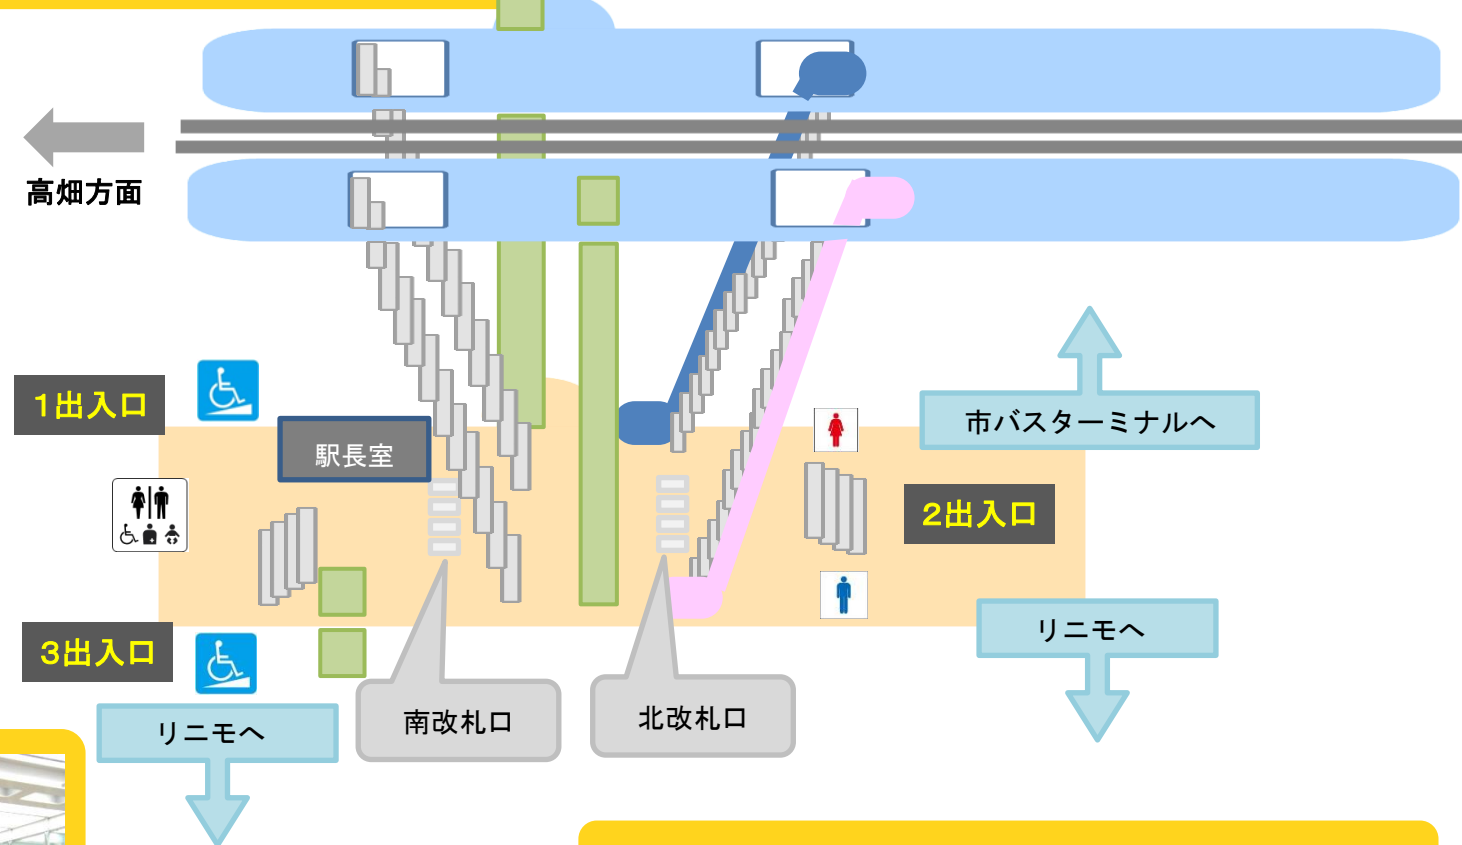 高畑方面
1出入口
市バスターミナルへ
駅長室
2出入口
リニモへ
3出入口
南改札口
北改札口
リニモへ